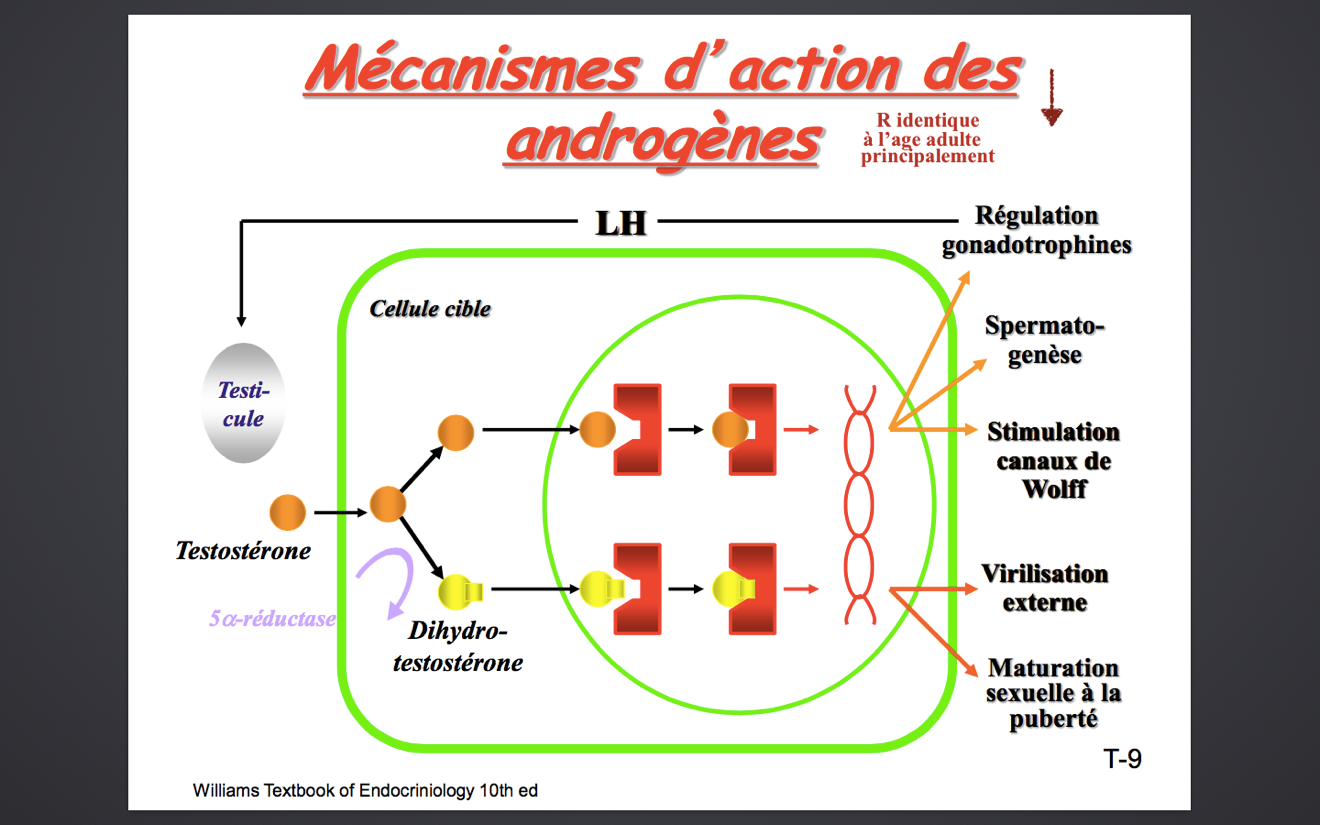 Mécanismes d’action des
androgènes
R identique
à l’age adulte
principalement
LH
Régulation
gonadotrophines
Cellule cible
Spermato-
genèse
Testi-
cule
Stimulation
canaux de
Wolff
Testostérone
5α-réductase
Dihydro-
testostérone
Virilisation
externe
Maturation
sexuelle à la
puberté
T-9
Williams Textbook of Endocriniology 10th ed